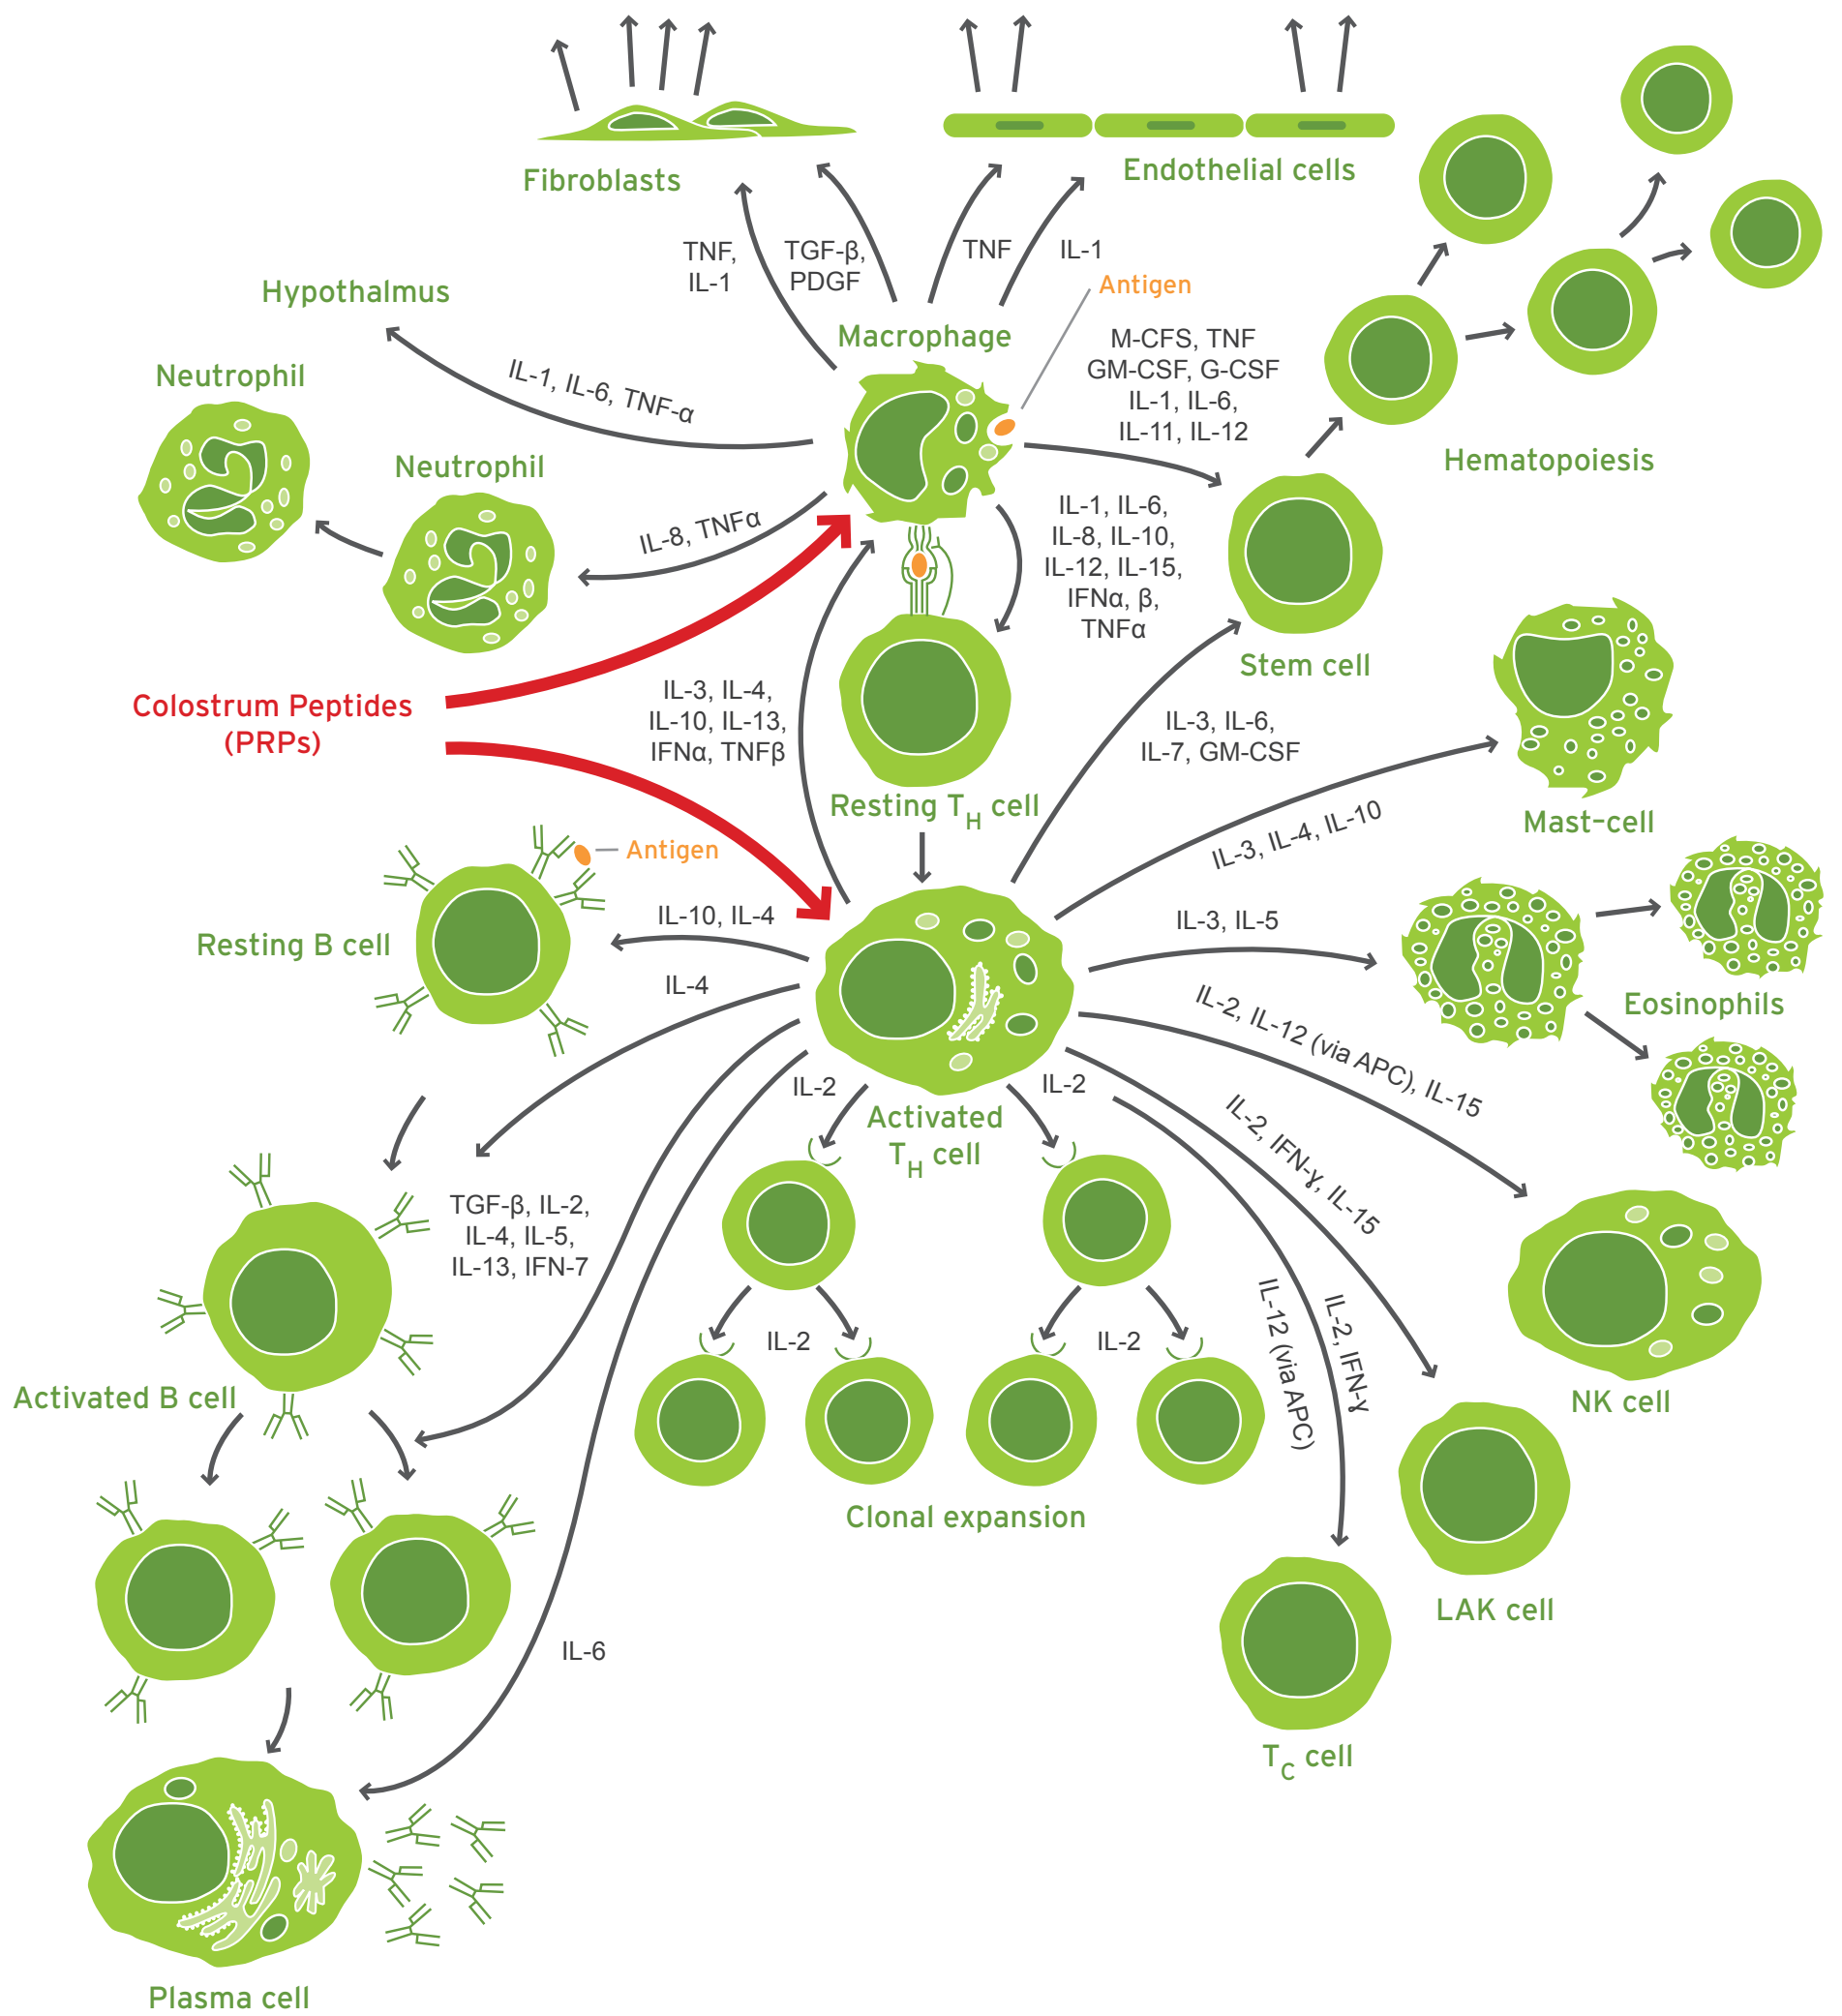 Fibroblasts
Endothelial cells
TNF,
IL-1
TGF-β,
PDGF
TNF
IL-1
Antigen
Hypothalmus
Macrophage
Neutrophil
IL-1, IL-6, TNF-α
M-CFS, TNF
GM-CSF, G-CSF
IL-1, IL-6,
IL-11, IL-12
Hematopoiesis
Neutrophil
IL-8, TNFα
IL-1, IL-6,
IL-8, IL-10,
IL-12, IL-15,
IFNα, β,
TNFα
Stem cell
Colostrum Peptides
(PRPs)
IL-3, IL-4,
IL-10, IL-13,
IFNα, TNFβ
IL-3, IL-6,
IL-7, GM-CSF
Resting TH cell
Mast-cell
IL-3, IL-4, IL-10
Antigen
Resting B cell
IL-10, IL-4
IL-3, IL-5
IL-4
Eosinophils
IL-2, IL-12 (via APC), IL-15
IL-2
IL-2
Activated
TH cell
IL-2, IFN-γ, IL-15
TGF-β, IL-2,
IL-4, IL-5,
IL-13, IFN-7
IL-2
IL-2
IL-12 (via APC)
IL-2, IFN-γ
Activated B cell
NK cell
Clonal expansion
LAK cell
IL-6
TC cell
Plasma cell